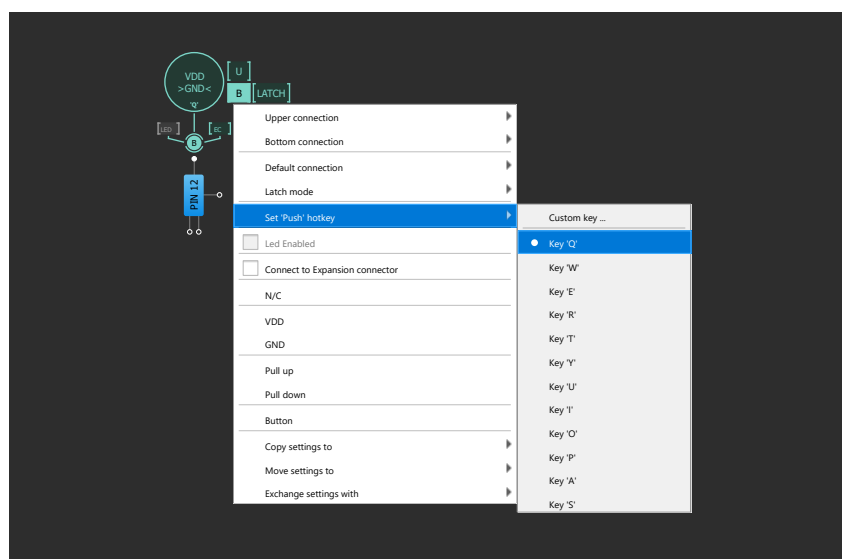 VDD
>GND<
'Q'
U
B
LATCH
LED
EC
B
PIN 12
Upper connection
Bottom connection
Default connection
Latch mode
Set 'Push' hotkey
Led Enabled
Connect to Expansion connector
N/C
VDD
GND
Pull up
Pull down
Button
Copy settings to
Move settings to
Exchange settings with
Custom key ...
Key 'Q'
Key 'W'
Key 'E'
Key 'R'
Key 'T'
Key 'Y'
Key 'U'
Key 'I'
Key 'O'
Key 'P'
Key 'A'
Key 'S'